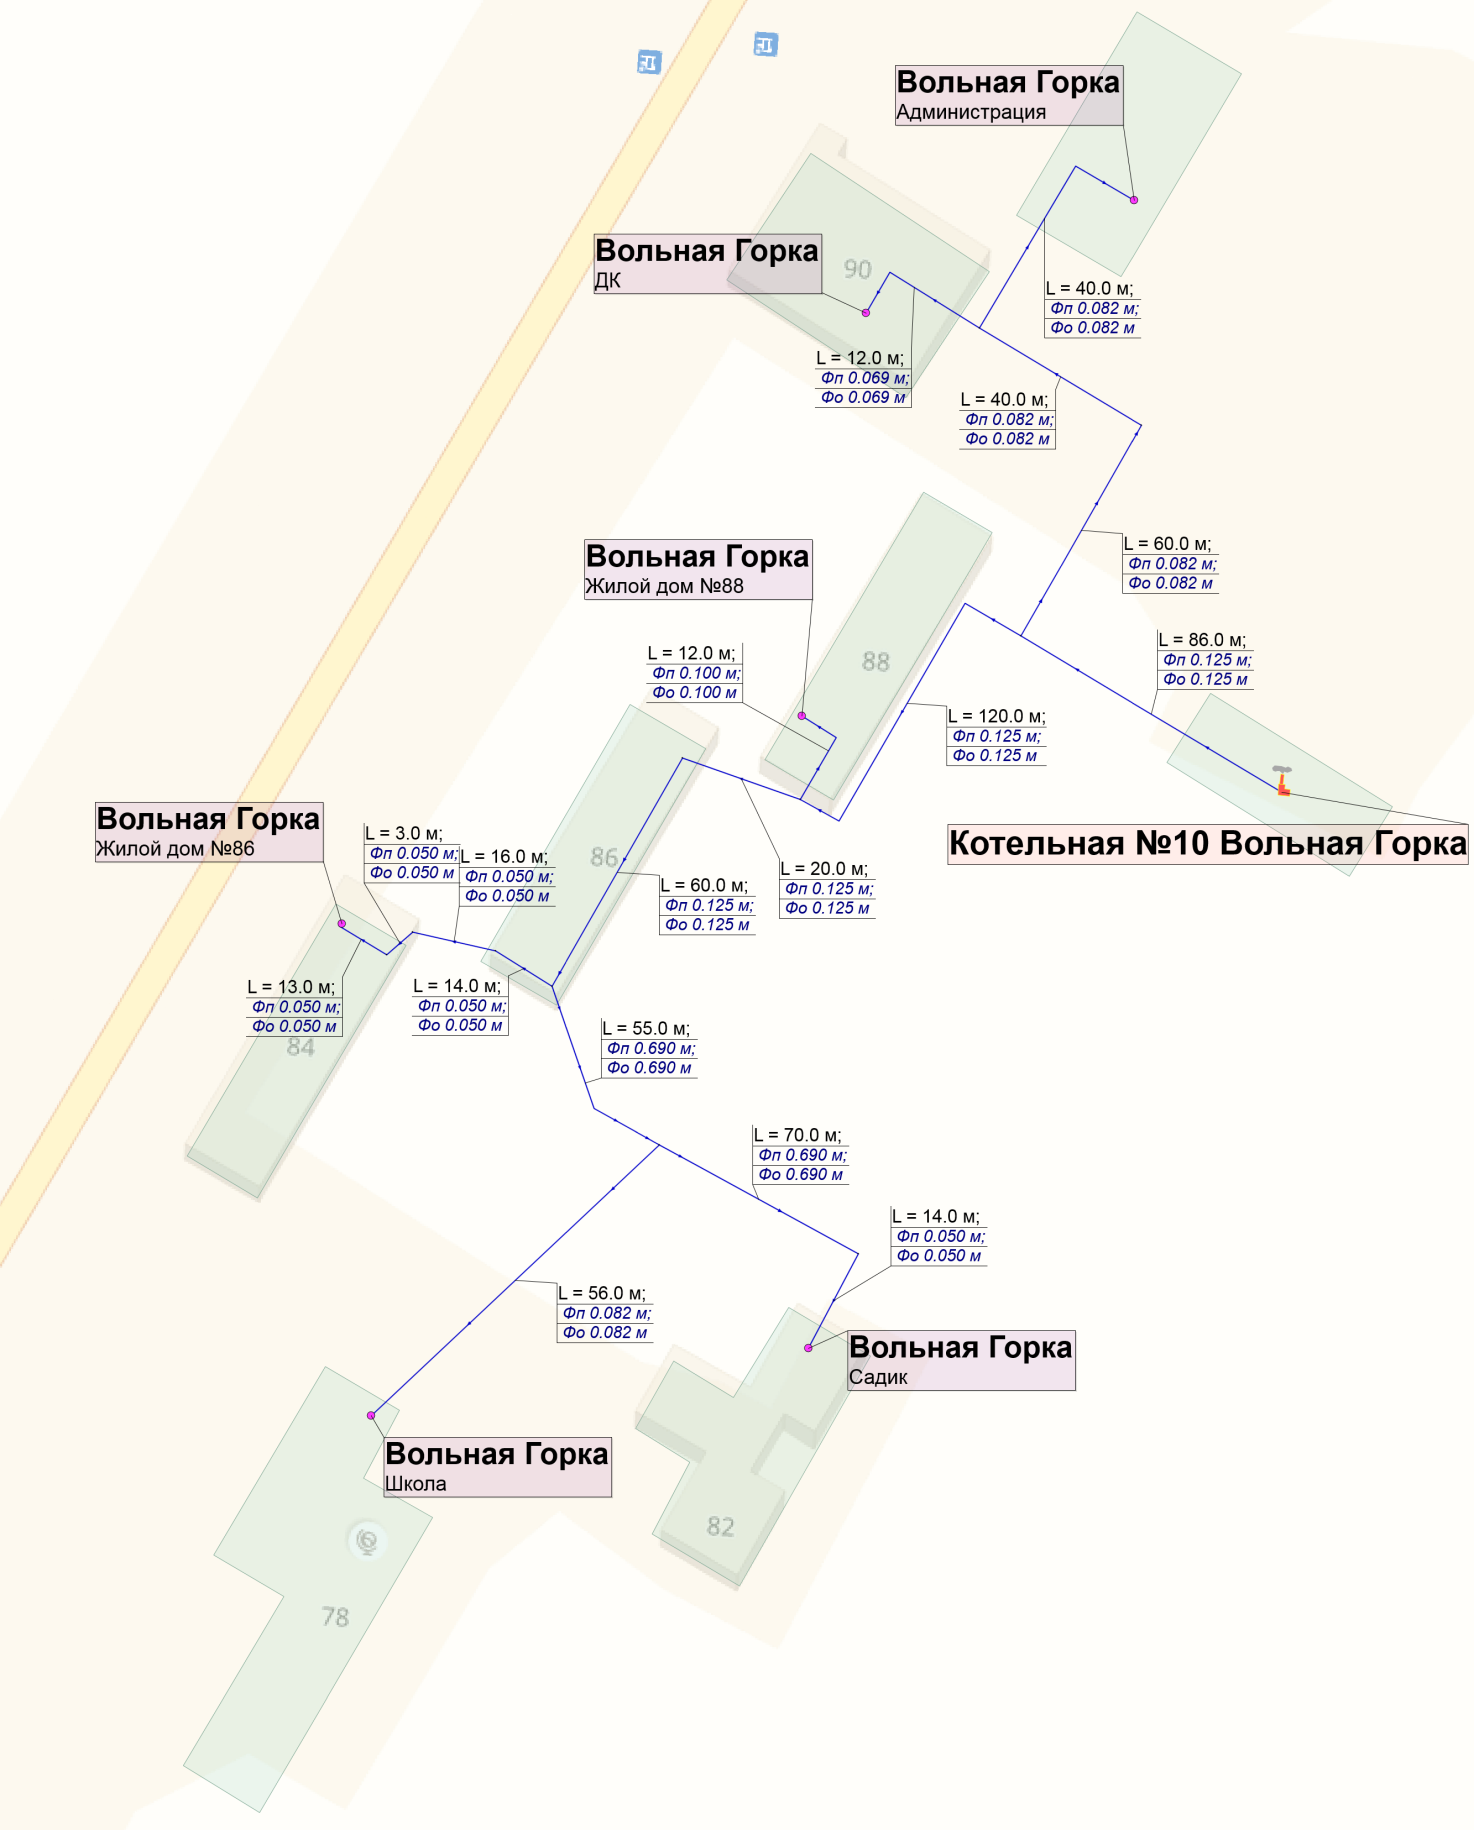 Вольная Горка
Администрация
Вольная Горка
ДК
90
L = 40.0 м;
Фп 0.082 м;
Фо 0.082 м
L = 12.0 м;
Фп 0.069 м;
Фо 0.069 м
L = 40.0 м;
Фп 0.082 м;
Фо 0.082 м
L = 60.0 м;
Фп 0.082 м;
Фо 0.082 м
Вольная Горка
Жилой дом №88
88
L = 12.0 м;
Фп 0.100 м;
Фо 0.100 м
L = 86.0 м;
Фп 0.125 м;
Фо 0.125 м
L = 120.0 м;
Фп 0.125 м;
Фо 0.125 м
Котельная №10 Вольная Горка
Вольная Горка
Жилой дом №86
L = 3.0 м;
Фп 0.050 м;
Фо 0.050 м
L = 16.0 м;
Фп 0.050 м;
Фо 0.050 м
86
L = 60.0 м;
Фп 0.125 м;
Фо 0.125 м
L = 20.0 м;
Фп 0.125 м;
Фо 0.125 м
L = 13.0 м;
Фп 0.050 м;
Фо 0.050 м
84
L = 14.0 м;
Фп 0.050 м;
Фо 0.050 м
L = 55.0 м;
Фп 0.690 м;
Фо 0.690 м
L = 70.0 м;
Фп 0.690 м;
Фо 0.690 м
L = 14.0 м;
Фп 0.050 м;
Фо 0.050 м
L = 56.0 м;
Фп 0.082 м;
Фо 0.082 м
Вольная Горка
Садик
Вольная Горка
Школа
82
78